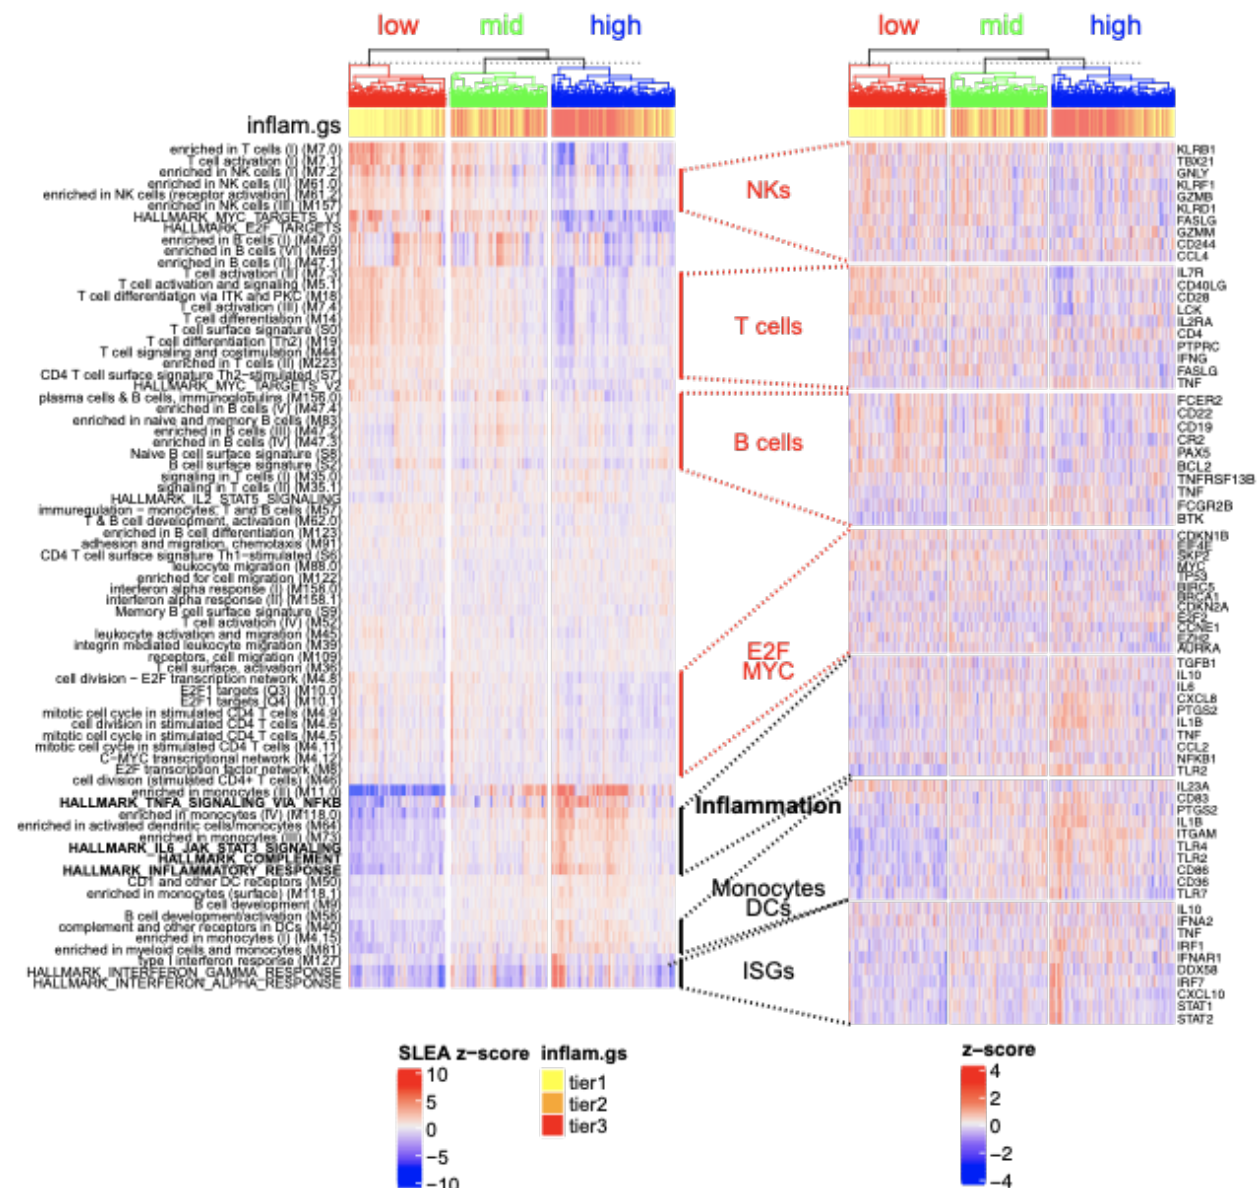 low mid high
low mid high
inflam.gs
enriched in T cells (I) (M7.0)
T cell activation (I) (M7.1)
enriched in NK cells (I) (M7.2)
enriched in NK cells (II) (M61.0)
enriched in NK cells (receptor activation) (M61.2)
enriched in NK cells (III) (M157)
HALLMARK_MYC_TARGETS_V1
HALLMARK_E2F_TARGETS
enriched in B cells (I) (M47.0)
enriched in B cells (VI) (M69)
enriched in B cells (II) (M47.1)
T cell activation (II) (M7.3)
T cell activation and signaling (M5.1)
T cell differentiation via ITK and PKC (M18)
T cell activation (III) (M7.4)
T cell differentiation (M14)
T cell surface signature (S0)
T cell differentiation (Th2) (M19)
T cell signaling and costimulation (M44)
enriched in T cells (II) (M223)
CD4 T cell surface signature Th2−stimulated (S7)
HALLMARK_MYC_TARGETS_V2
plasma cells & B cells, immunoglobulins (M156.0)
enriched in B cells (V) (M47.4)
enriched in naive and memory B cells (M83)
enriched in B cells (III) (M47.2)
enriched in B cells (IV) (M47.3)
Naive B cell surface signature (S8)
B cell surface signature (S2)
signaling in T cells (I) (M35.0)
signaling in T cells (II) (M35.1)
HALLMARK_IL2_STAT5_SIGNALING
immuregulation − monocytes, T and B cells (M57)
T & B cell development, activation (M62.0)
enriched in B cell differentiation (M123)
adhesion and migration, chemotaxis (M91)
CD4 T cell surface signature Th1−stimulated (S6)
leukocyte migration (M88.0)
enriched for cell migration (M122)
interferon alpha response (I) (M158.0)
interferon alpha response (II) (M158.1)
Memory B cell surface signature (S9)
T cell activation (IV) (M52)
leukocyte activation and migration (M45)
integrin mediated leukocyte migration (M39)
receptors, cell migration (M109)
T cell surface, activation (M36)
cell division − E2F transcription network (M4.8)
E2F1 targets (Q3) (M10.0)
E2F1 targets (Q4) (M10.1)
mitotic cell cycle in stimulated CD4 T cells (M4.9)
cell division in stimulated CD4 T cells (M4.6)
mitotic cell cycle in stimulated CD4 T cells (M4.5)
mitotic cell cycle in stimulated CD4 T cells (M4.11)
C−MYC transcriptional network (M4.12)
E2F transcription factor network (M8)
cell division (stimulated CD4+ T cells) (M46)
enriched in monocytes (II) (M11.0)
HALLMARK_TNFA_SIGNALING_VIA_NFKB
enriched in monocytes (IV) (M118.0)
enriched in activated dendritic cells/monocytes (M64)
enriched in monocytes (III) (M73)
HALLMARK_IL6_JAK_STAT3_SIGNALING
HALLMARK_COMPLEMENT
HALLMARK_INFLAMMATORY_RESPONSE
CD1 and other DC receptors (M50)
enriched in monocytes (surface) (M118.1)
B cell development (M9)
B cell development/activation (M58)
complement and other receptors in DCs (M40)
enriched in monocytes (I) (M4.15)
enriched in myeloid cells and monocytes (M81)
type I interferon response (M127)
HALLMARK_INTERFERON_GAMMA_RESPONSE
HALLMARK_INTERFERON_ALPHA_RESPONSE
NKs
T cells
B cells
E2F
MYC
Inflammation
Monocytes
DCs
ISGs
KLRB1
TBX21
GNLY
KLRF1
GZMB
KLRD1
FASLG
GZMM
CD244
CCL4
IL7R
CD40LG
CD28
LCK
IL2RA
CD4
PTPRC
IFNG
FASLG
TNF
FCER2
CD22
CD19
CR2
PAX5
BCL2
TNFRSF13B
TNF
FCGR2B
BTK
CDKN1B
EIF4E
SKP2
MYC
TP53
BIRC5
BRCA1
CDKN2A
E2F2
CCNE1
EZH2
AURKA
TGFB1
IL10
IL6
CXCL8
PTGS2
IL1B
TNF
CCL2
NFKB1
TLR2
IL23A
CD83
PTGS2
IL1B
ITGAM
TLR4
TLR2
CD86
CD36
TLR7
IL10
IFNA2
TNF
IRF1
IFNAR1
DDX58
IRF7
CXCL10
STAT1
STAT2
SLEA z−score
10
5
0
−5
−10
inflam.gs
tier1
tier2
tier3
z−score
4
2
0
−2
−4